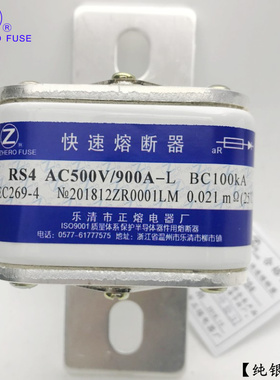 ZHERO FUSE
ZHERO FUSE
快速熔断器
aR
RS4 AC500V/900A-L BC100kA
EC269-4 №201812ZR0001LM 0.021mΩ(25
乐清市正熔电器厂
ISO9001质量体系保护半导体器件用熔断器
电话: 0577-61777575 地址: 浙江省温州市乐清市柳市镇
【纯银